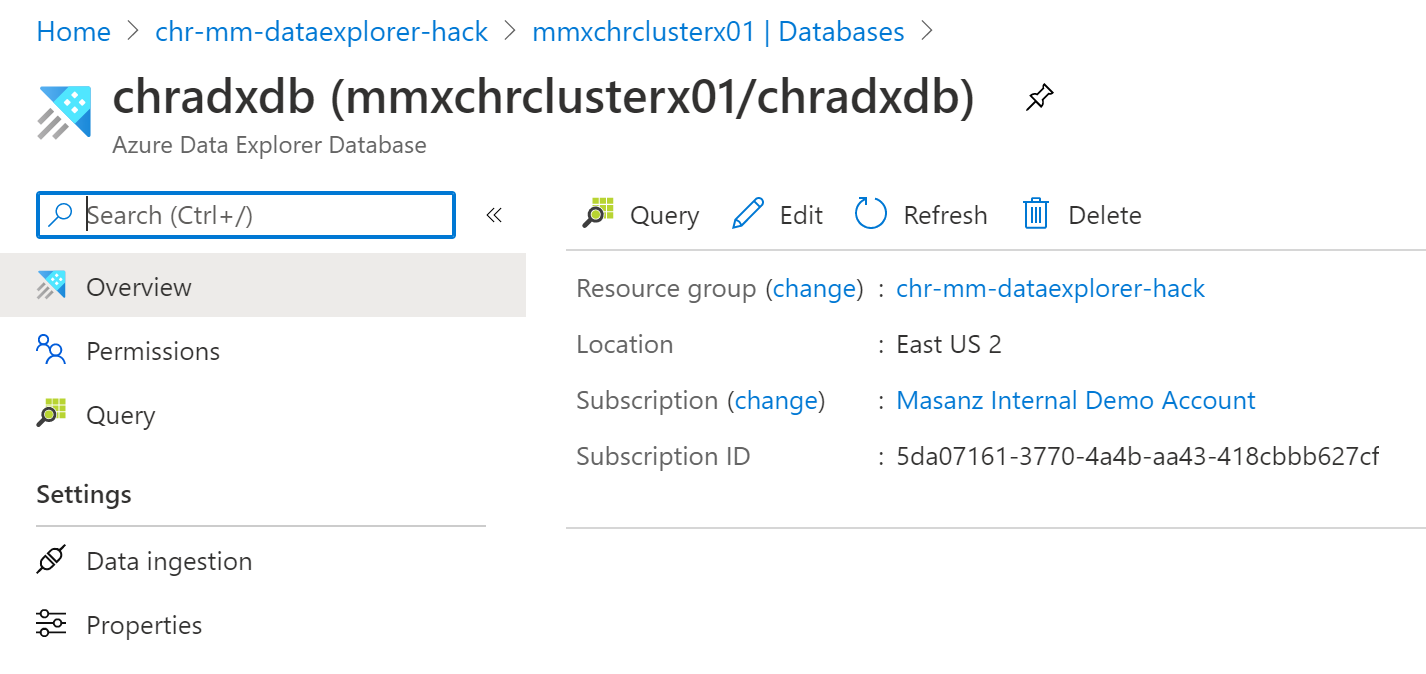 Home > chr-mm-dataexplorer-hack > mmxchrclusterx01 | Databases >
chradxdb (mmxchrclusterx01/chradxdb)
Azure Data Explorer Database
Search (Ctrl+/)
«
Overview
Permissions
Query
Settings
Data ingestion
Properties
Query Edit Refresh Delete
Resource group (change) : chr-mm-dataexplorer-hack
Location : East US 2
Subscription (change) : Masanz Internal Demo Account
Subscription ID : 5da07161-3770-4a4b-aa43-418cbbb627cf